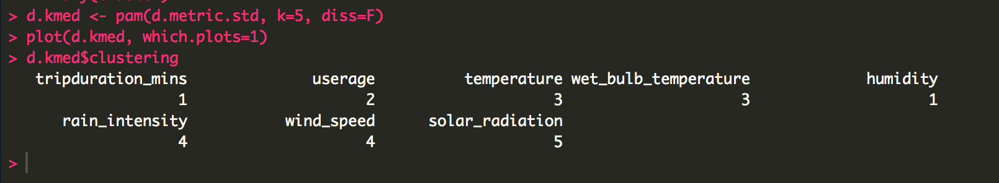 > d.kmed <- pam(d.metric.std, k=5, diss=F)
> plot(d.kmed, which.plots=1)
> d.kmed$clustering
tripduration_mins userage temperature wet_bulb_temperature humidity
1 2 3 3 1
rain_intensity wind_speed solar_radiation
4 4 5
>